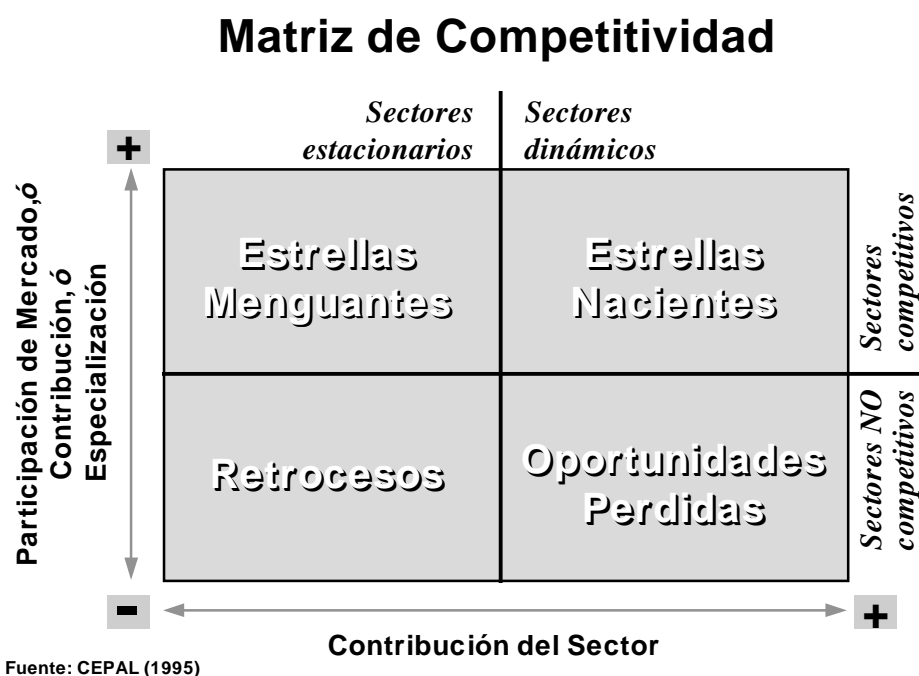 Matriz de Competitividad
Sectores
estacionarios
Sectores
dinámicos
+
Participación de Mercado,ó
Contribución, ó
Especialización
Estrellas
Menguantes
Estrellas
Nacientes
Sectores
competitivos
Retrocesos
Oportunidades
Perdidas
Sectores NO
competitivos
-
+
Contribución del Sector
Fuente: CEPAL (1995)